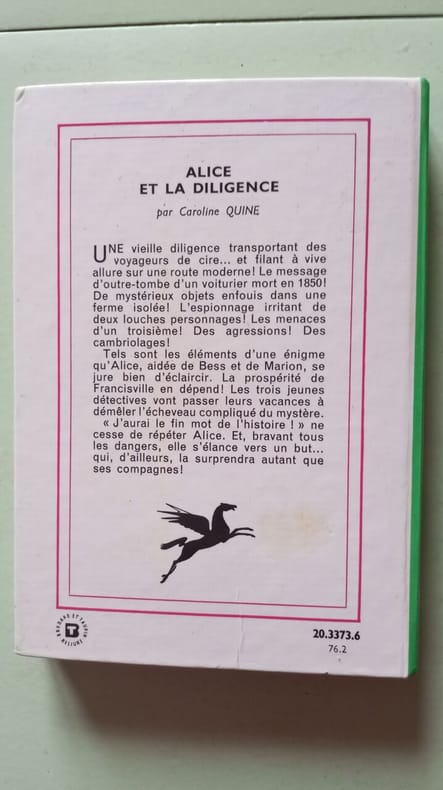 ALICE
ET LA DILIGENCE
par Caroline QUINE
UNE vieille diligence transportant des
voyageurs de cire... et filant à vive
allure sur une route moderne! Le message
d'outre-tombe d'un voiturier mort en 1850!
De mystérieux objets enfouis dans une
ferme isolée! L'espionnage irritant de
deux louches personnages! Les menaces
d'un troisième! Des agressions! Des
cambriolages!
Tels sont les éléments d'une énigme
qu'Alice, aidée de Bess et de Marion, se
jure bien d'éclaircir. La prospérité de
Francisville en dépend! Les trois jeunes
détectives vont passer leurs vacances à
démêler l'écheveau compliqué du mystère.
« J'aurai le fin mot de l'histoire ! » ne
cesse de répéter Alice. Et, bravant tous
les dangers, elle s'élance vers un but...
qui, d'ailleurs, la surprendra autant que
ses compagnes!
BRODARD ET TAUPIN
RELIURE
20.3373.6
76.2